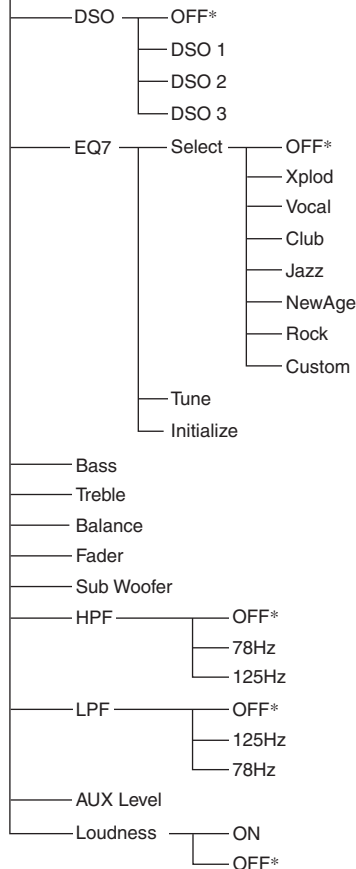 DSO OFF*
DSO 1
DSO 2
DSO 3
EQ7 Select OFF*
Xplod
Vocal
Club
Jazz
NewAge
Rock
Custom
Tune
Initialize
Bass
Treble
Balance
Fader
Sub Woofer
HPF OFF*
78Hz
125Hz
LPF OFF*
125Hz
78Hz
AUX Level
Loudness ON
OFF*